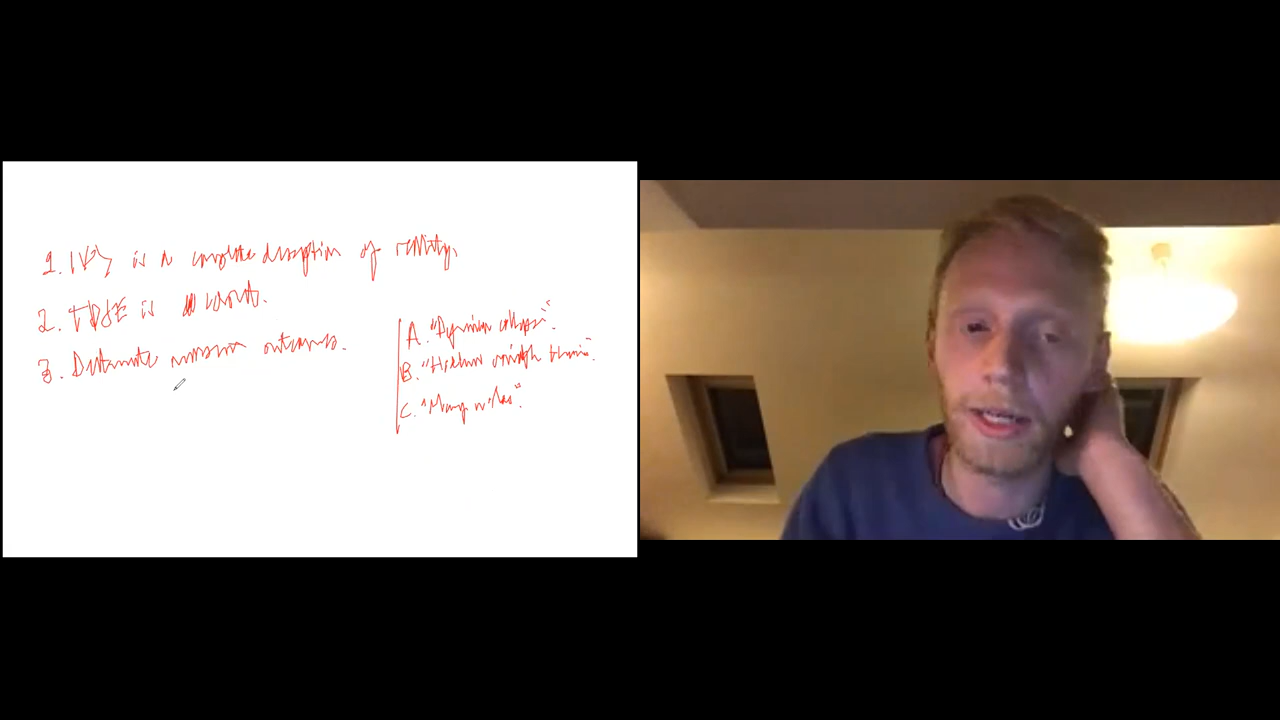 1. |Ψ⟩ is a complete description of reality.
2. TDSE is correct.
3. Determinate outcomes.
A. "Dynamical collapse".
B. "Hidden variable theories".
C. "Many worlds".